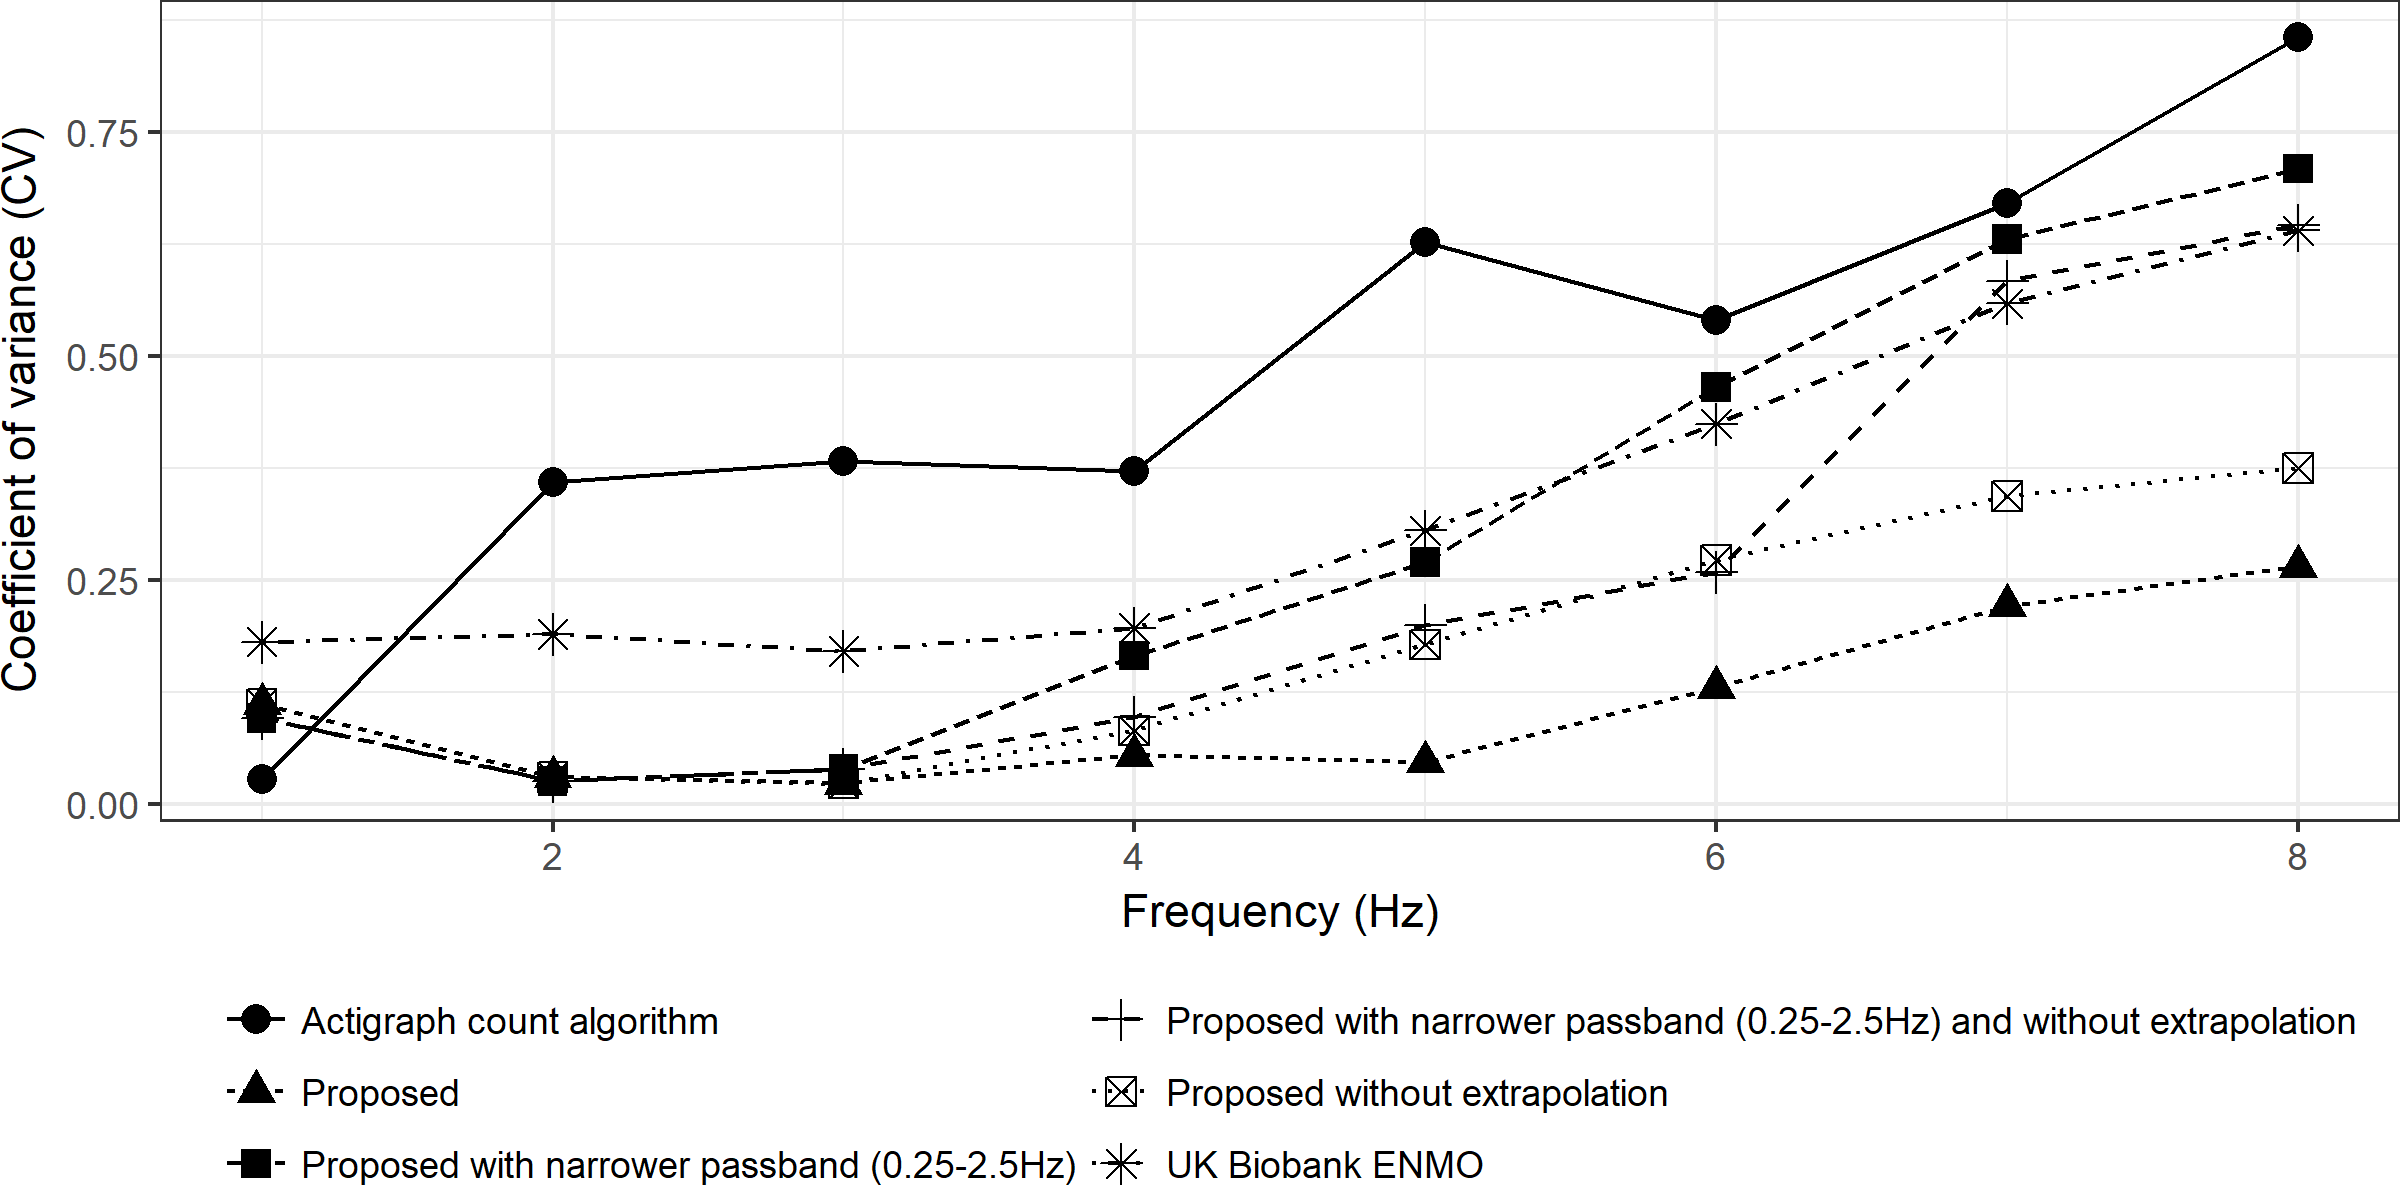 Coefficient of variance (CV)
0.75
0.50
0.25
0.00
2 4 6 8
Frequency (Hz)
Actigraph count algorithm
Proposed
Proposed with narrower passband (0.25-2.5Hz)
Proposed with narrower passband (0.25-2.5Hz) and without extrapolation
Proposed without extrapolation
UK Biobank ENMO